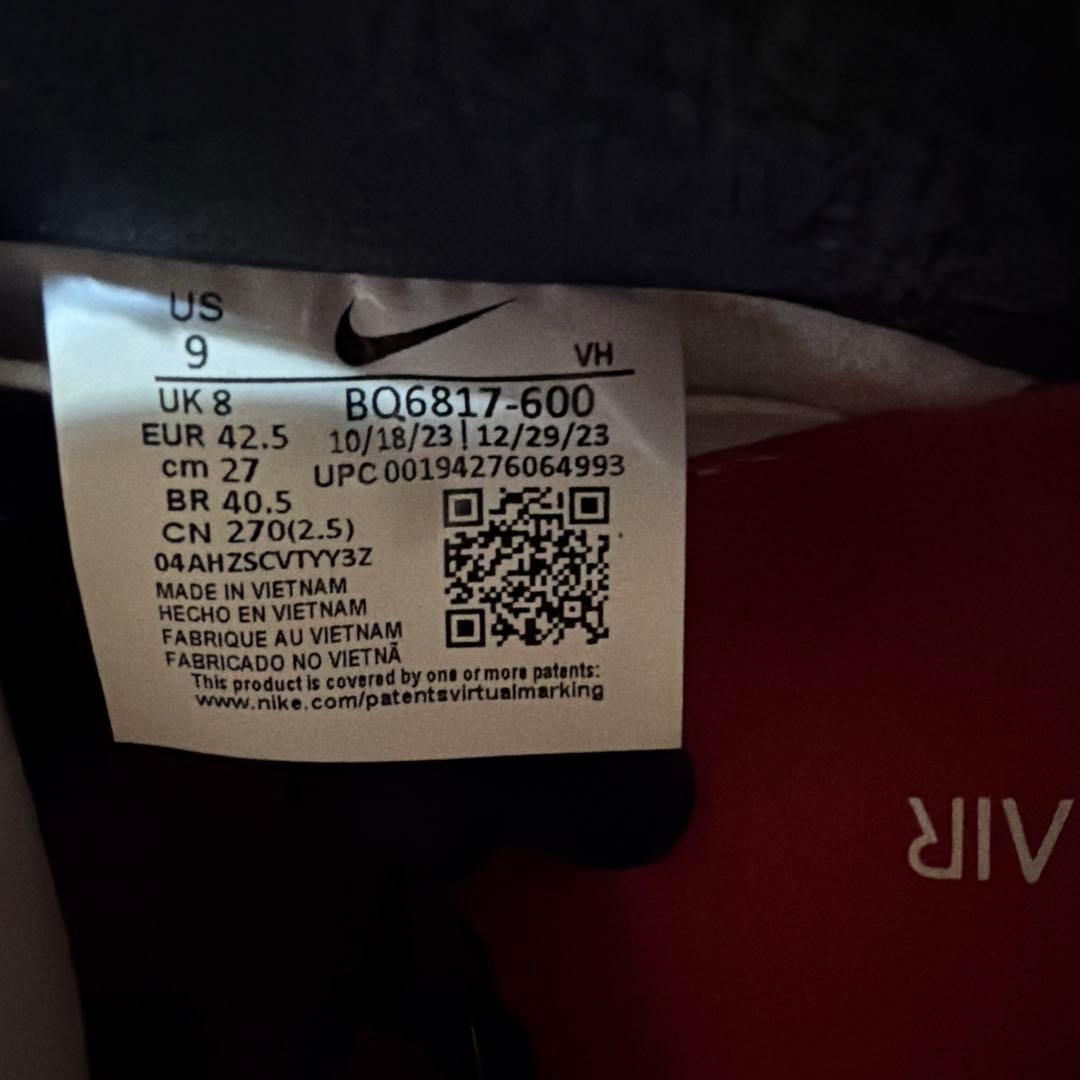 US
9
VH
UK 8
BQ6817-600
EUR 42.5
10/18/23 | 12/29/23
cm 27
UPC 00194276064993
BR 40.5
CN 270(2.5)
04AHZSCVTYY3Z
MADE IN VIETNAM
HECHO EN VIETNAM
FABRIQUE AU VIETNAM
FABRICADO NO VIETNÃ
This product is covered by one or more patents:
www.nike.com/patentsvirtualmarking
AIR